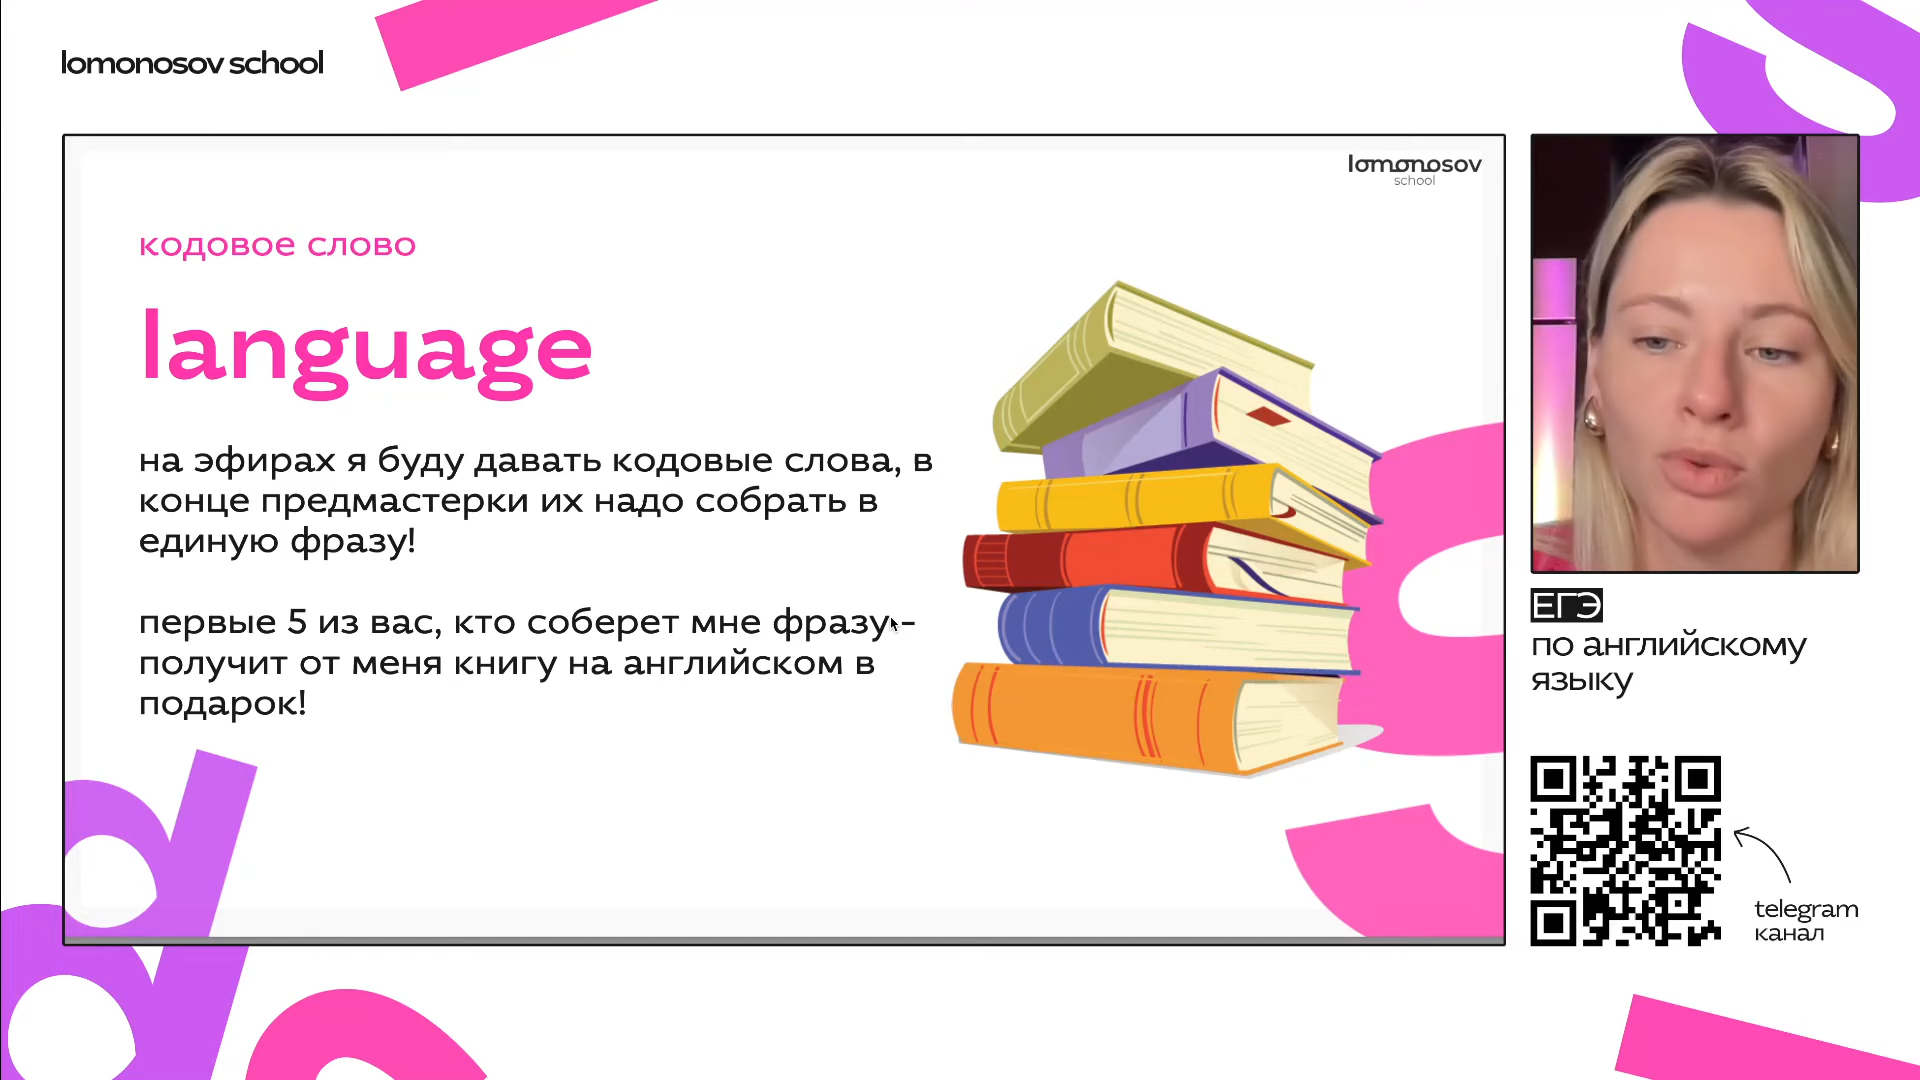 lomonosov school
lomonosov
school
кодовое слово
language
на эфирах я буду давать кодовые слова, в
конце предмастерки их надо собрать в
единую фразу!
первые 5 из вас, кто соберет мне фразу -
получит от меня книгу на английском в
подарок!
ЕГЭ
по английскому
языку
telegram
канал